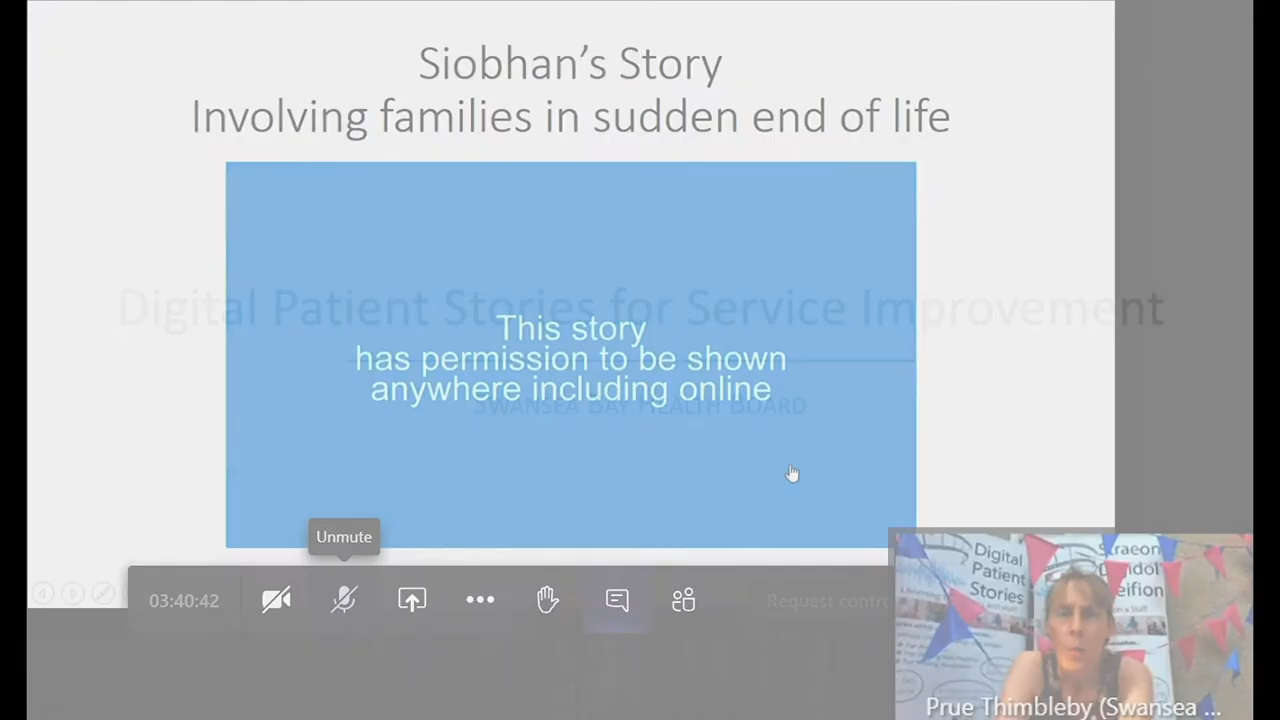 Siobhan’s Story
Involving families in sudden end of life
Digital Patient Stories for Service Improvement
This story
has permission to be shown
anywhere including online
SWANSEA BAY HEALTH BOARD
Unmute
03:40:42
Request contro
Digital
Patient
Stories
Straeon
Prue Thimbleby (Swansea ...